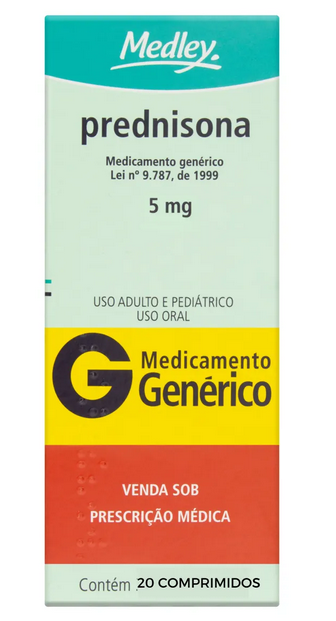 Medley.
prednisona
Medicamento genérico
Lei nº 9.787, de 1999
5 mg
USO ADULTO E PEDIÁTRICO
USO ORAL
G Medicamento
Genérico
VENDA SOB
PRESCRIÇÃO MÉDICA
Contém 20 COMPRIMIDOS